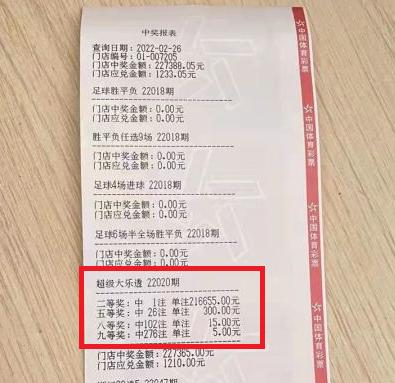 中奖报表
查询日期：2022-02-26
门店编号：01-007205
门店中奖金额：227388.05元
门店应兑金额：1233.05元
足球胜平负 22018期
门店中奖金额：0.00元
门店应兑金额：0.00元
胜平负任选9场 22018期
门店中奖金额：0.00元
门店应兑金额：0.00元
足球4场进球 22018期
门店中奖金额：0.00元
门店应兑金额：0.00元
足球6场半全场胜平负 22018期
门店中奖金额：0.00元
门店应兑金额：0.00元
超级大乐透 22020期
二等奖：中 1注 单注216655.00元
五等奖：中 26注 单注 300.00元
八等奖：中102注 单注 15.00元
九等奖：中276注 单注 5.00元
门店中奖金额：227365.00元
门店应兑金额：1210.00元
中国体育彩票
中国体育彩票
中国体育彩票
中国体育彩票